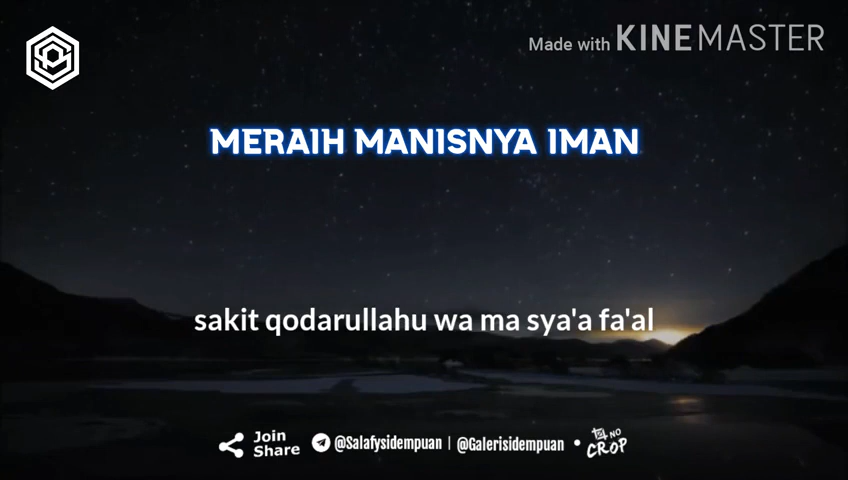 Made with KINEMASTER
MERAIH MANISNYA IMAN
sakit qodarullahu wa ma sya'a fa'al
Join
Share
@Salafysidempuan | @Galerisidempuan
NO
CROP